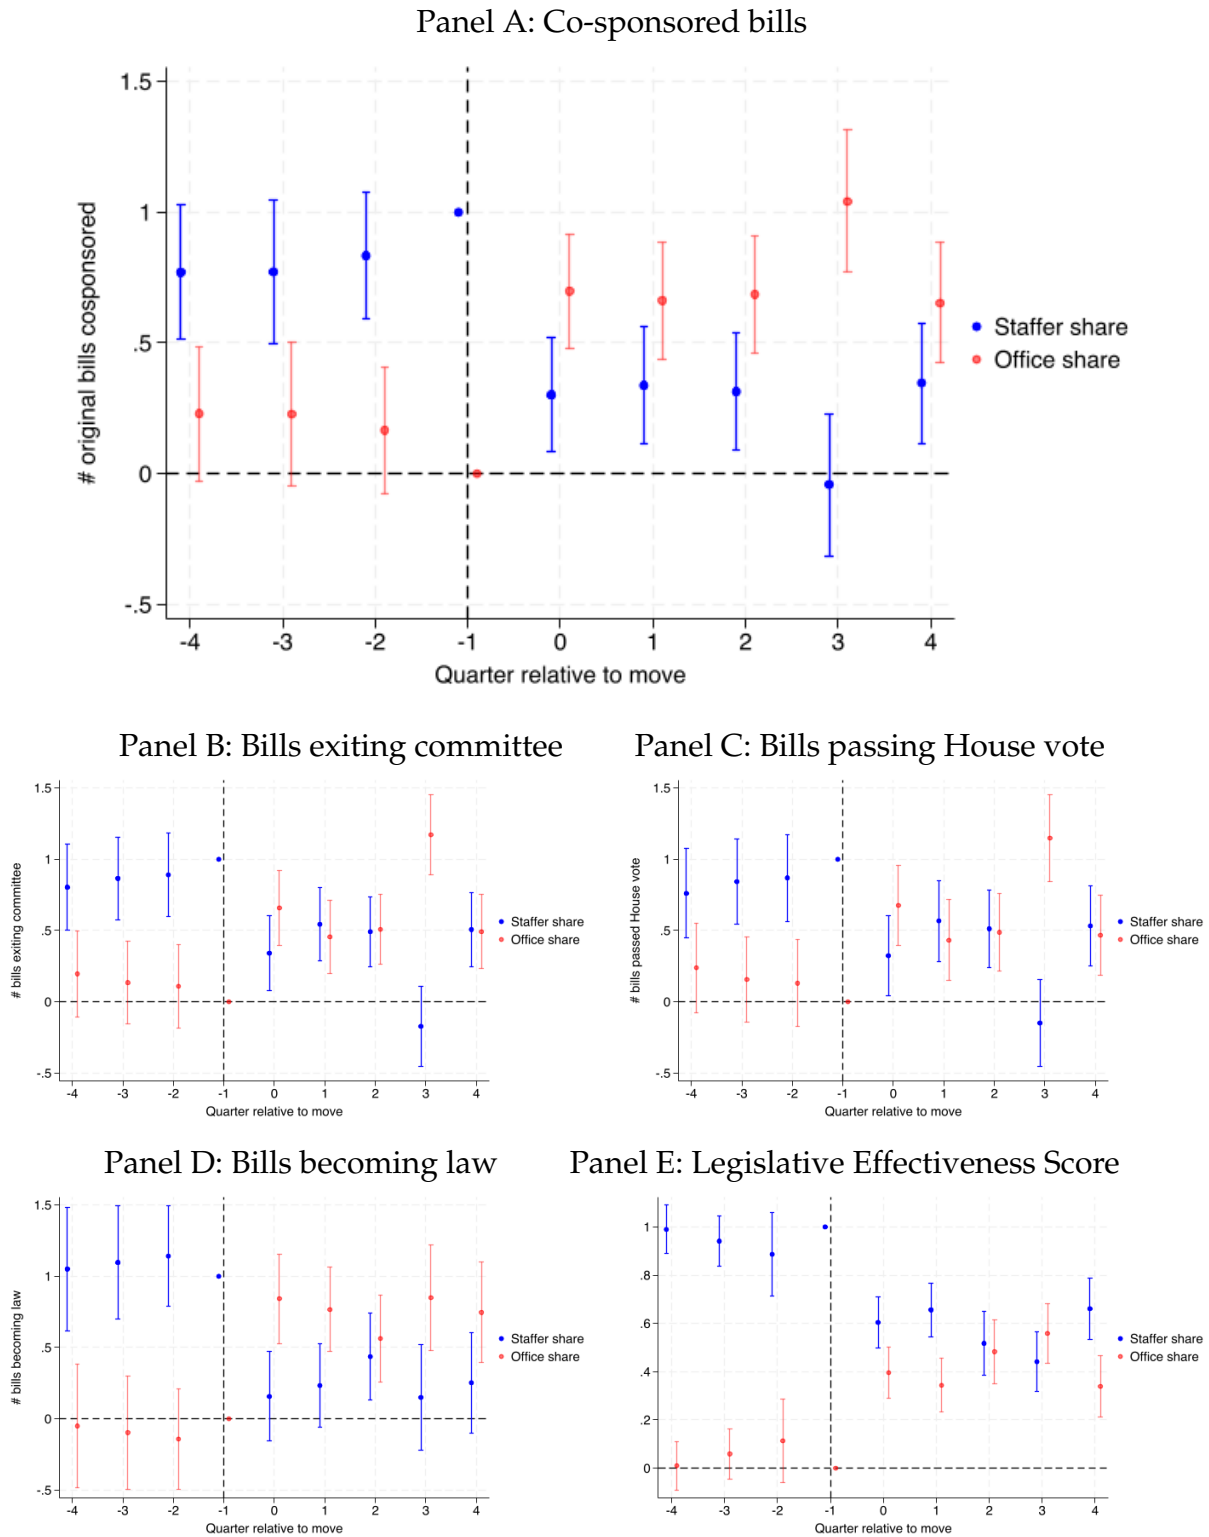 Panel A: Co-sponsored bills
# original bills cosponsored
1.5
1
.5
0
-.5
-4 -3 -2 -1 0 1 2 3 4
Quarter relative to move
Staffer share
Office share
Panel B: Bills exiting committee
# bills exiting committee
1.5
1
.5
0
-.5
-4 -3 -2 -1 0 1 2 3 4
Quarter relative to move
Staffer share
Office share
Panel C: Bills passing House vote
# bills passed House vote
1.5
1
.5
0
-.5
-4 -3 -2 -1 0 1 2 3 4
Quarter relative to move
Staffer share
Office share
Panel D: Bills becoming law
# bills becoming law
1.5
1
.5
0
-.5
-4 -3 -2 -1 0 1 2 3 4
Quarter relative to move
Staffer share
Office share
Panel E: Legislative Effectiveness Score
1
.8
.6
.4
.2
0
-4 -3 -2 -1 0 1 2 3 4
Quarter relative to move
Staffer share
Office share